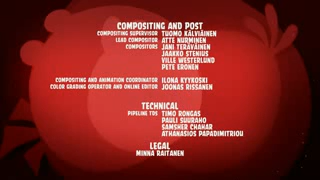 COMPOSITING AND POST
COMPOSITING SUPERVISOR TUOMO KÄLVIÄINEN
LEAD COMPOSITOR ATTE NURMINEN
COMPOSITORS JANI TERÄVÄINEN
JAAKKO STENIUS
VILLE WESTERLUND
PETE ERONEN
COMPOSITING AND ANIMATION COORDINATOR ILONA KYYKOSKI
COLOR GRADING OPERATOR AND ONLINE EDITOR JOONAS RISSANEN
TECHNICAL
PIPELINE TDS TIMO RONGAS
PAULI SUURAHO
SAMSHER CHAHAR
ATHANASIOS PAPADIMITRIOU
LEGAL
MINNA RAITANEN